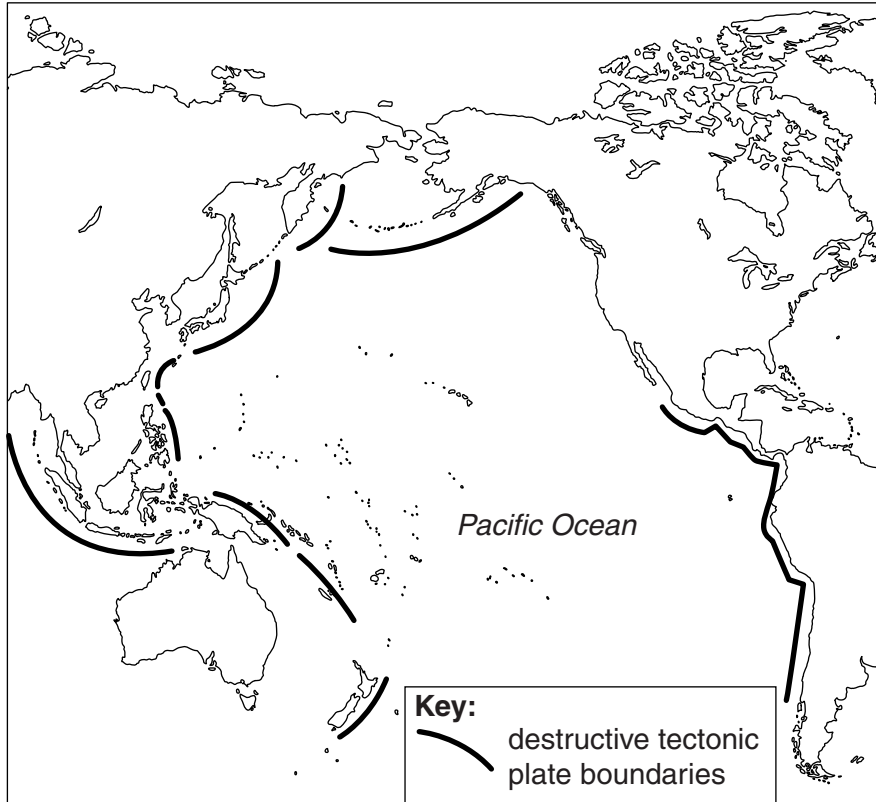 Pacific Ocean
Key:
destructive tectonic
plate boundaries